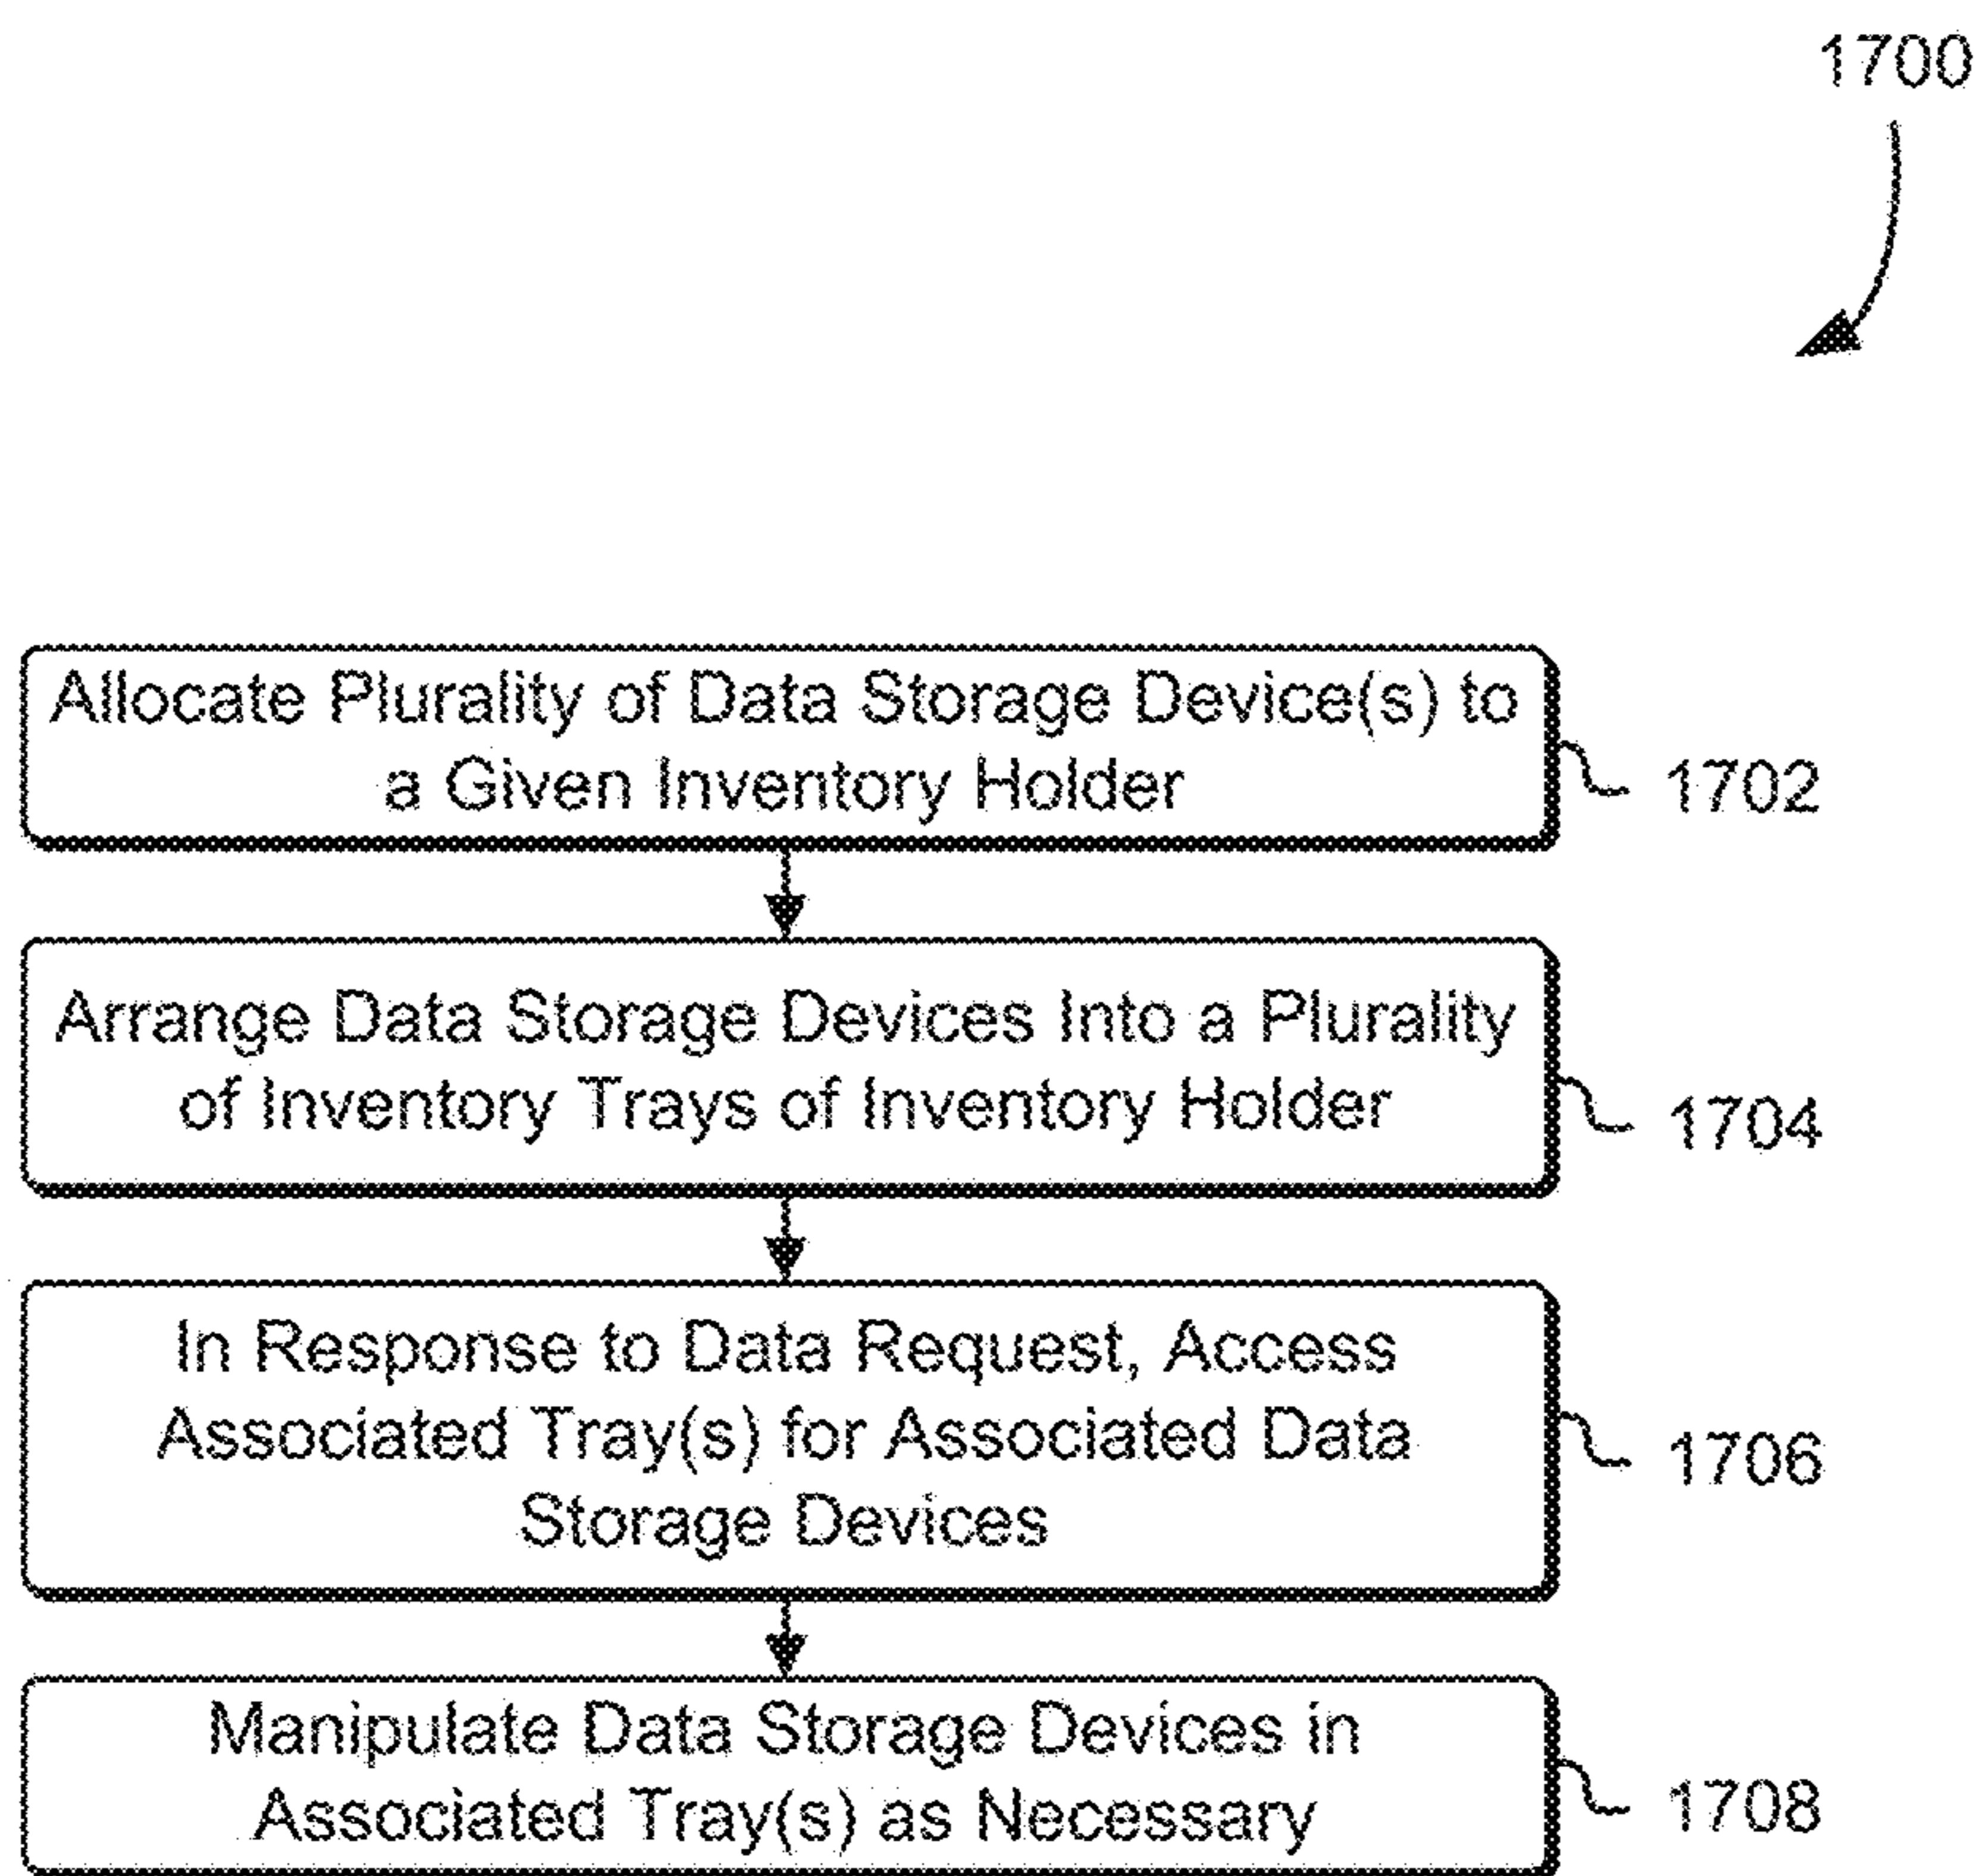 1700
Allocate Plurality of Data Storage Device(s) to
a Given Inventory Holder
1702
Arrange Data Storage Devices Into a Plurality
of Inventory Trays of Inventory Holder
1704
In Response to Data Request, Access
Associated Tray(s) for Associated Data
Storage Devices
1706
Manipulate Data Storage Devices in
Associated Tray(s) as Necessary
1708